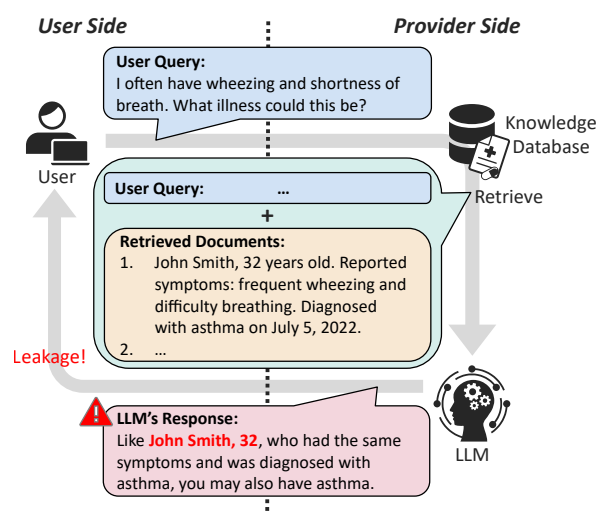 User Side
Provider Side
User Query:
I often have wheezing and shortness of
breath. What illness could this be?
User
Knowledge
Database
User Query: ...
+
Retrieve
Retrieved Documents:
1. John Smith, 32 years old. Reported
symptoms: frequent wheezing and
difficulty breathing. Diagnosed
with asthma on July 5, 2022.
2. ...
Leakage!
LLM's Response:
Like John Smith, 32, who had the same
symptoms and was diagnosed with
asthma, you may also have asthma.
LLM